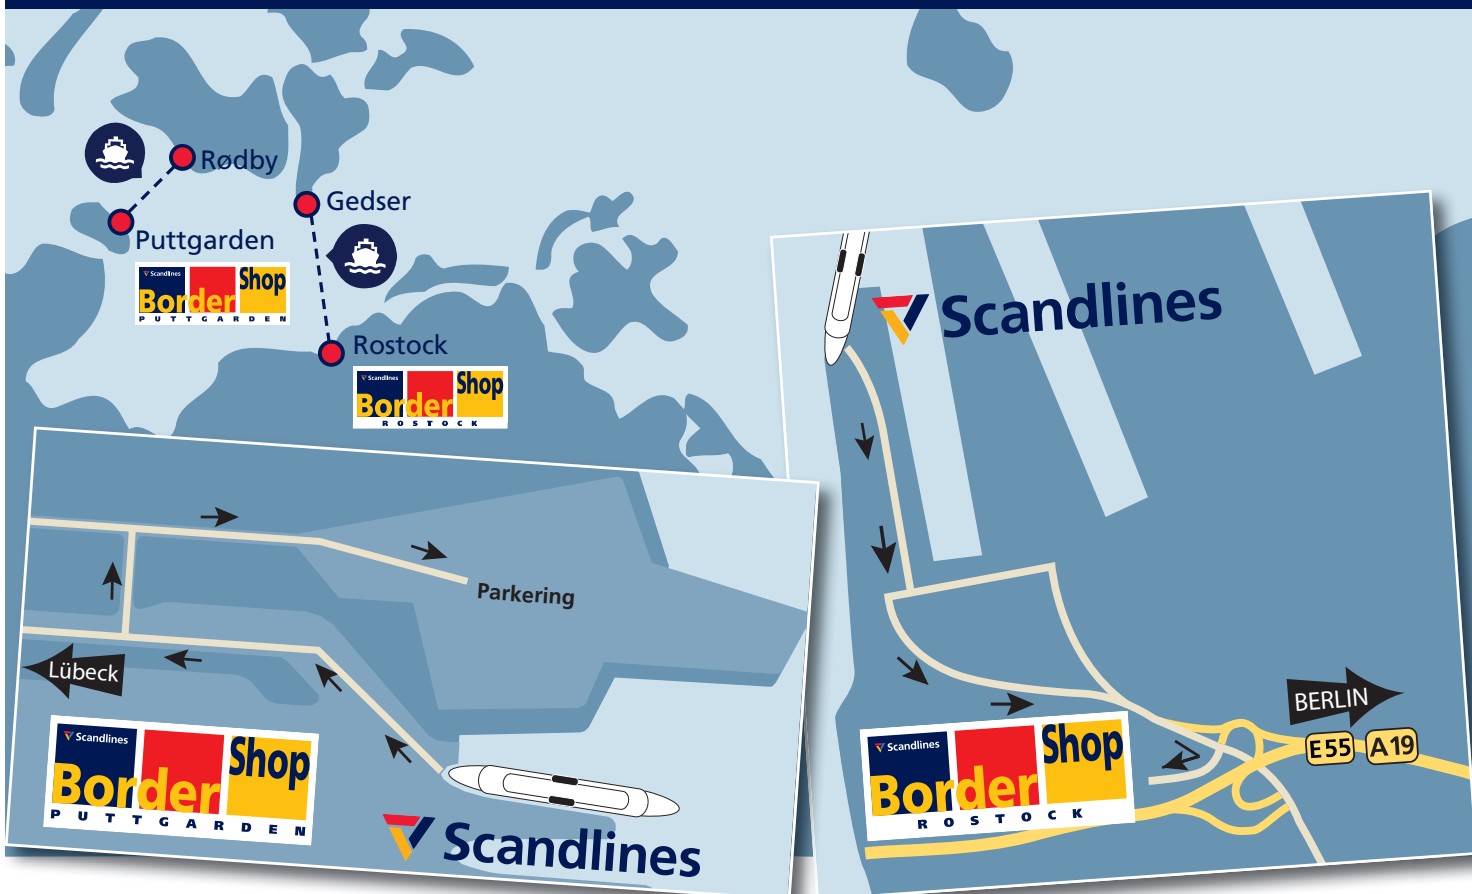 Rødby
Gedser
Puttgarden
Scandlines
Border Shop
PUTTGARDEN
Rostock
Scandlines
Border Shop
ROSTOCK
Scandlines
Parkering
Lübeck
Scandlines
Border Shop
PUTTGARDEN
Scandlines
BERLIN
E55 A19
Scandlines
Border Shop
ROSTOCK